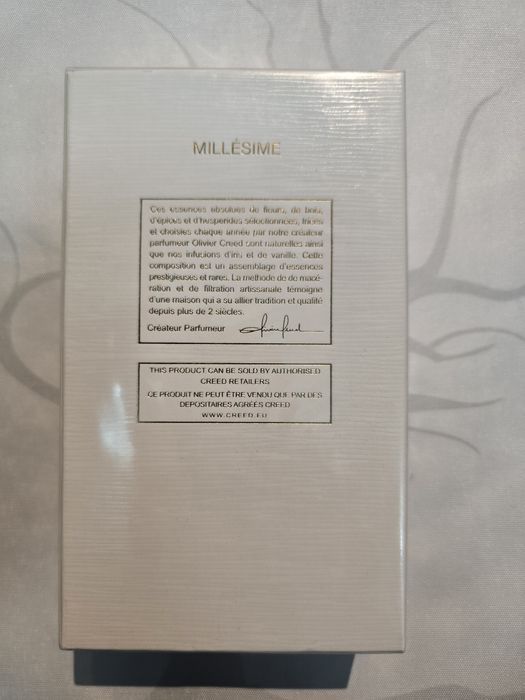 MILLÉSIME
Ces essences absolues de fleurs, de bois,
d'épices et d'hespérides sélectionnées, triées
et choisies chaque année par notre créateur
parfumeur Olivier Creed sont naturelles ainsi
que nos infusions d'iris et de vanille. Cette
composition est un assemblage d'essences
prestigieuses et rares. La méthode de de macé-
ration et de filtration artisanale témoigne
d'une maison qui a su allier tradition et qualité
depuis plus de 2 siècles.
Créateur Parfumeur
THIS PRODUCT CAN BE SOLD BY AUTHORISED
CREED RETAILERS
CE PRODUIT NE PEUT ÊTRE VENDU QUE PAR DES
DEPOSITAIRES AGRÉÉS CREED
WWW.CREED.EU